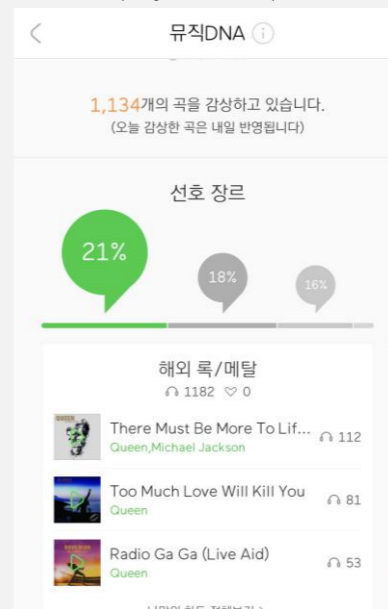 뮤직DNA
1,134개의 곡을 감상하고 있습니다.
(오늘 감상한 곡은 내일 반영됩니다)
선호 장르
21%
18%
16%
해외 록/메탈
1182 ♡ 0
There Must Be More To Lif...
112
Queen,Michael Jackson
Too Much Love Will Kill You
81
Queen
Radio Ga Ga (Live Aid)
53
Queen